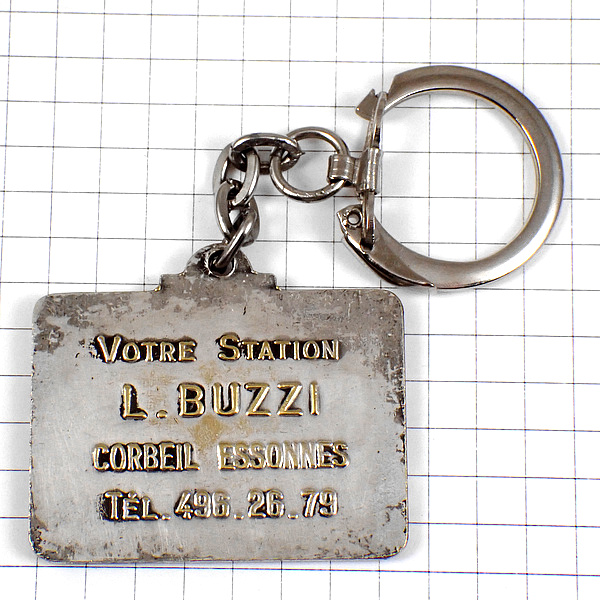 VOTRE STATION
L. BUZZI
CORBEIL ESSONNES
TÉL. 496.26.79